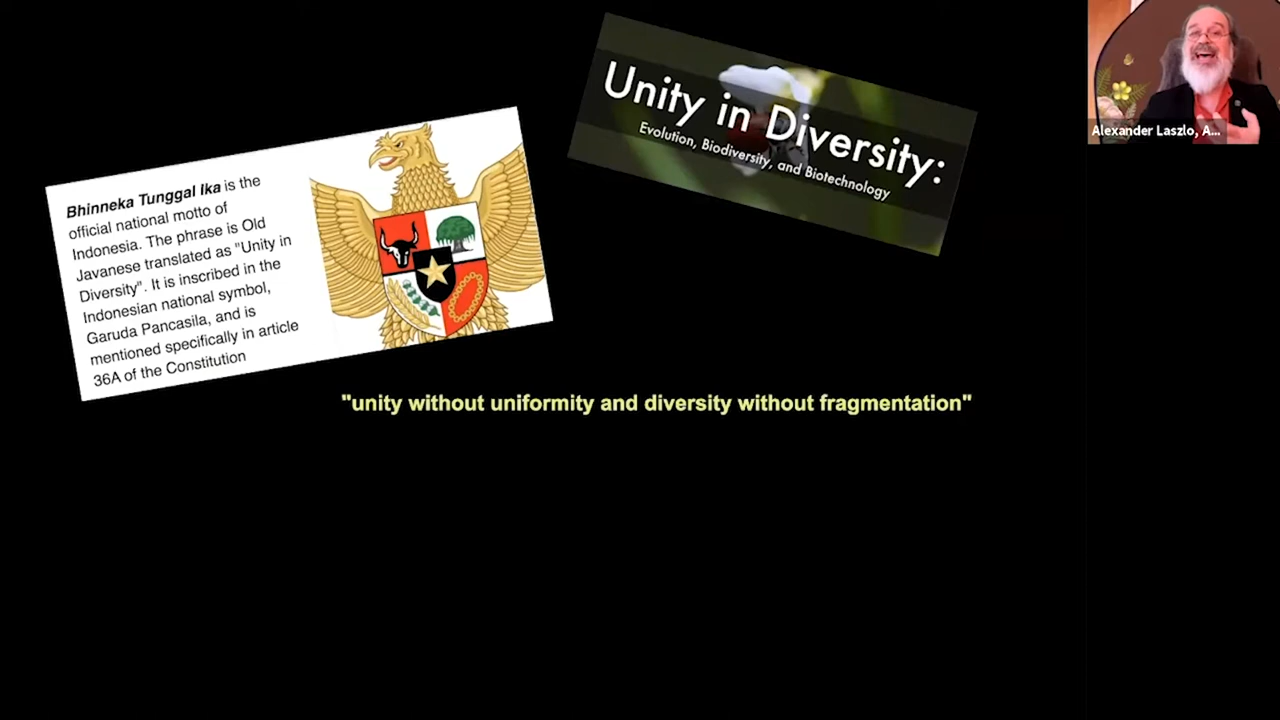 Bhinneka Tunggal Ika is the
official national motto of
Indonesia. The phrase is Old
Javanese translated as "Unity in
Diversity". It is inscribed in the
Indonesian national symbol,
Garuda Pancasila, and is
mentioned specifically in article
36A of the Constitution
Unity in Diversity:
Evolution, Biodiversity, and Biotechnology
Alexander Laszlo, A...
"unity without uniformity and diversity without fragmentation"